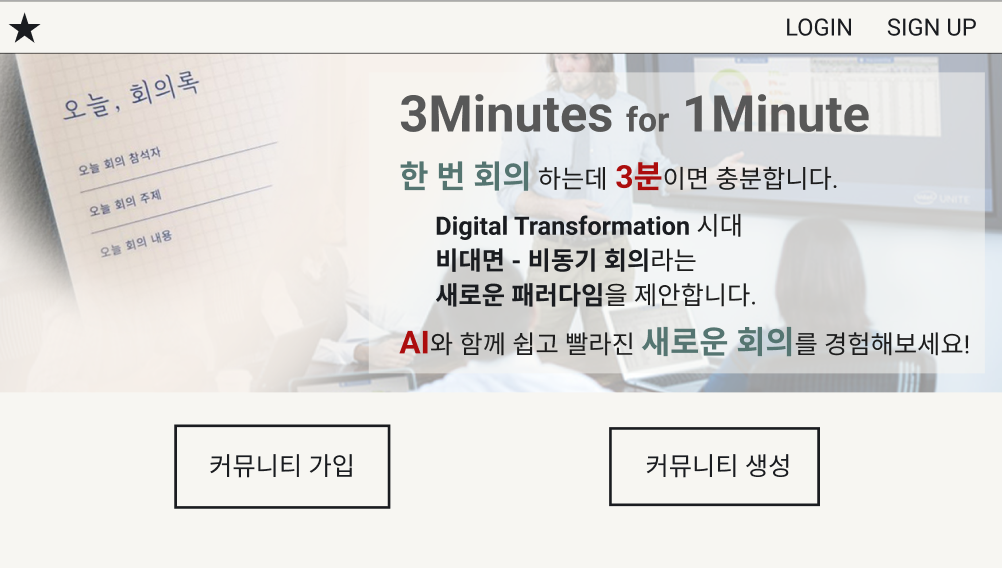 LOGIN SIGN UP
오늘, 회의록
오늘 회의 참석자
오늘 회의 주제
오늘 회의 내용
3Minutes for 1Minute
한 번 회의 하는데 3분이면 충분합니다.
Digital Transformation 시대
비대면 - 비동기 회의라는
새로운 패러다임을 제안합니다.
AI와 함께 쉽고 빨라진 새로운 회의를 경험해보세요!
intel UNITE
커뮤니티 가입
커뮤니티 생성